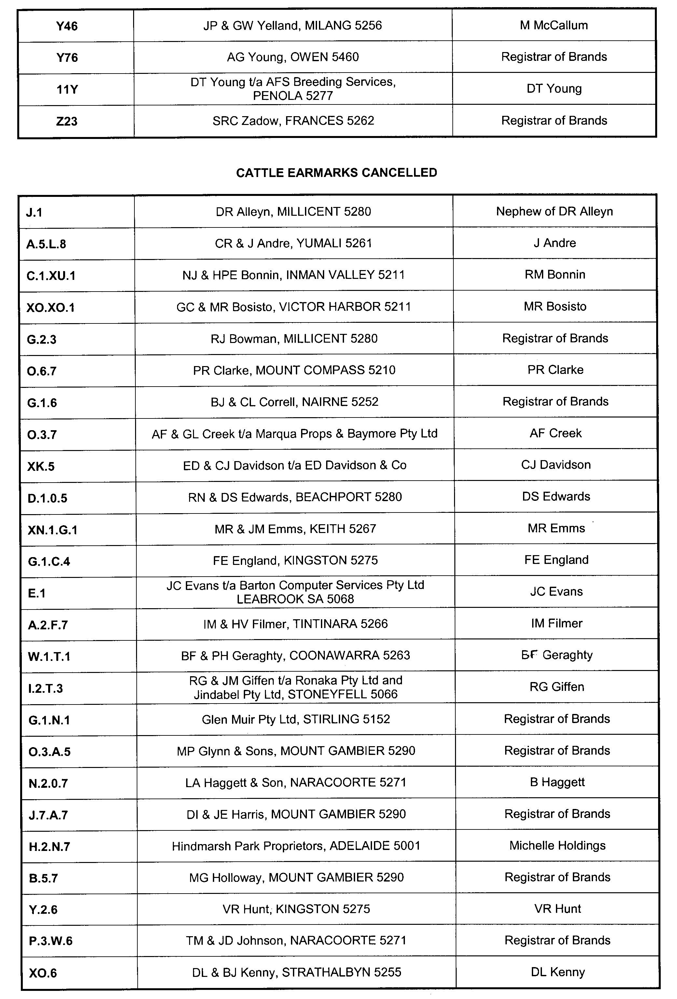 Y46 JP & GW Yelland, MILANG 5256 M McCallum
Y76 AG Young, OWEN 5460 Registrar of Brands
11Y DT Young t/a AFS Breeding Services, PENOLA 5277 DT Young
Z23 SRC Zadow, FRANCES 5262 Registrar of Brands
CATTLE EARMARKS CANCELLED
J.1 DR Alleyn, MILLICENT 5280 Nephew of DR Alleyn
A.5.L.8 CR & J Andre, YUMALI 5261 J Andre
C.1.XU.1 NJ & HPE Bonnin, INMAN VALLEY 5211 RM Bonnin
XO.XO.1 GC & MR Bosisto, VICTOR HARBOR 5211 MR Bosisto
G.2.3 RJ Bowman, MILLICENT 5280 Registrar of Brands
O.6.7 PR Clarke, MOUNT COMPASS 5210 PR Clarke
G.1.6 BJ & CL Correll, NAIRNE 5252 Registrar of Brands
O.3.7 AF & GL Creek t/a Marqua Props & Baymore Pty Ltd AF Creek
XK.5 ED & CJ Davidson t/a ED Davidson & Co CJ Davidson
D.1.0.5 RN & DS Edwards, BEACHPORT 5280 DS Edwards
XN.1.G.1 MR & JM Emms, KEITH 5267 MR Emms
G.1.C.4 FE England, KINGSTON 5275 FE England
E.1 JC Evans t/a Barton Computer Services Pty Ltd LEABROOK SA 5068 JC Evans
A.2.F.7 IM & HV Filmer, TINTINARA 5266 IM Filmer
W.1.T.1 BF & PH Geraghty, COONAWARRA 5263 BF Geraghty
I.2.T.3 RG & JM Giffen t/a Ronaka Pty Ltd and Jindabel Pty Ltd, STONEYFELL 5066 RG Giffen
G.1.N.1 Glen Muir Pty Ltd, STIRLING 5152 Registrar of Brands
O.3.A.5 MP Glynn & Sons, MOUNT GAMBIER 5290 Registrar of Brands
N.2.0.7 LA Haggett & Son, NARACOORTE 5271 B Haggett
J.7.A.7 DI & JE Harris, MOUNT GAMBIER 5290 Registrar of Brands
H.2.N.7 Hindmarsh Park Proprietors, ADELAIDE 5001 Michelle Holdings
B.5.7 MG Holloway, MOUNT GAMBIER 5290 Registrar of Brands
Y.2.6 VR Hunt, KINGSTON 5275 VR Hunt
P.3.W.6 TM & JD Johnson, NARACOORTE 5271 Registrar of Brands
XO.6 DL & BJ Kenny, STRATHALBYN 5255 DL Kenny